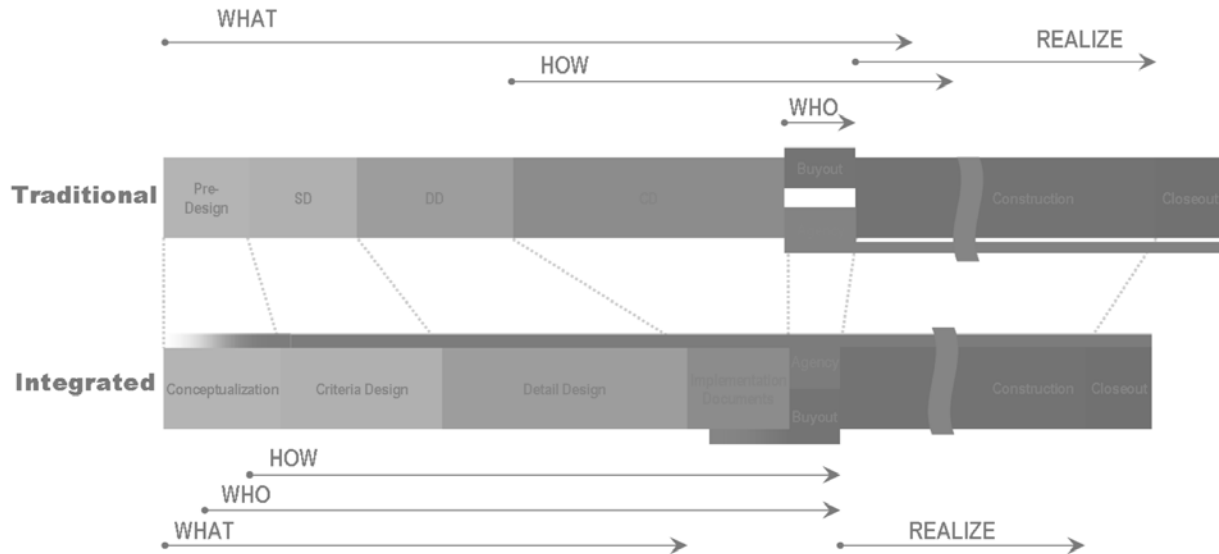 WHAT
REALIZE
HOW
WHO
Traditional
Pre-
Design
SD
DD
CD
Buyout
Construction
Closeout
Integrated
Conceptualization
Criteria Design
Detail Design
Implementation
Documents
Agency
Buyout
Construction
Closeout
HOW
WHO
WHAT
REALIZE